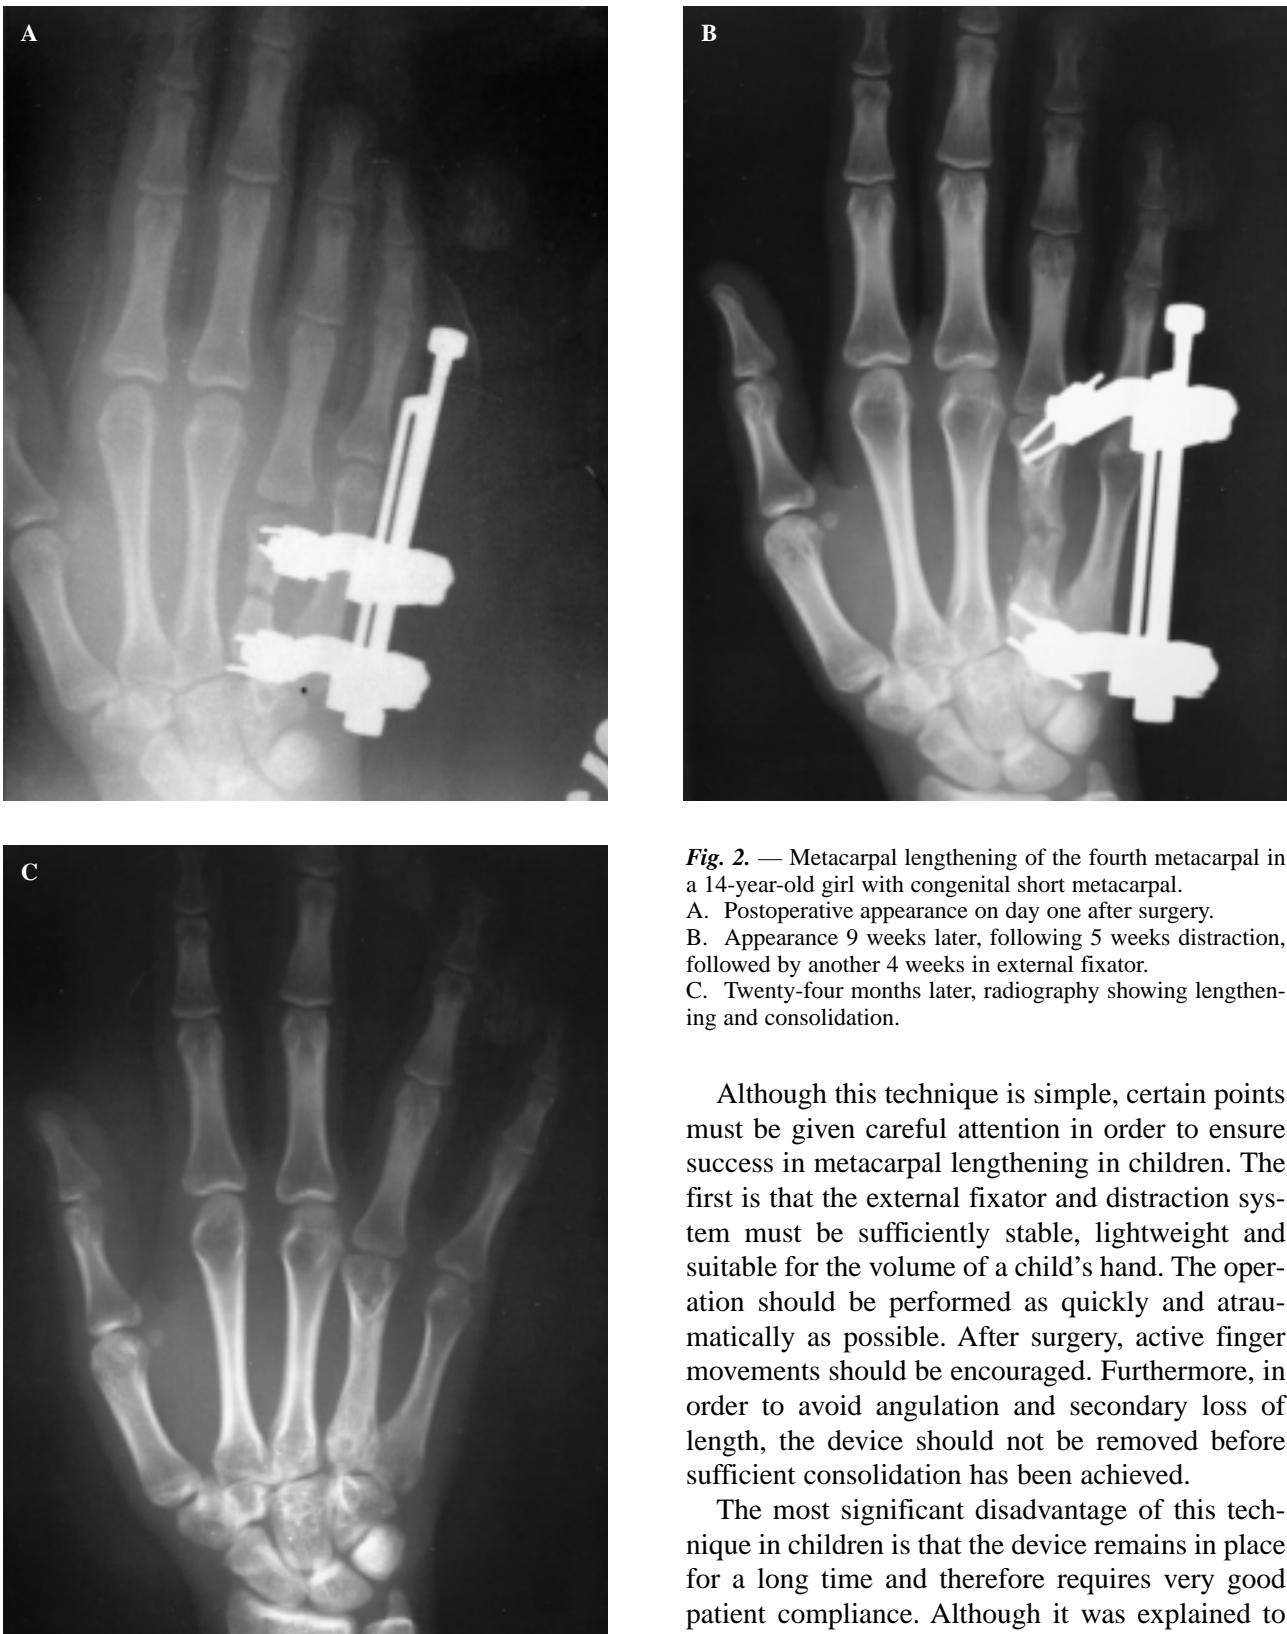 A
B
C
Fig. 2. — Metacarpal lengthening of the fourth metacarpal in
a 14-year-old girl with congenital short metacarpal.
A. Postoperative appearance on day one after surgery.
B. Appearance 9 weeks later, following 5 weeks distraction,
followed by another 4 weeks in external fixator.
C. Twenty-four months later, radiography showing lengthen-
ing and consolidation.
Although this technique is simple, certain points
must be given careful attention in order to ensure
success in metacarpal lengthening in children. The
first is that the external fixator and distraction sys-
tem must be sufficiently stable, lightweight and
suitable for the volume of a child's hand. The oper-
ation should be performed as quickly and atrau-
matically as possible. After surgery, active finger
movements should be encouraged. Furthermore, in
order to avoid angulation and secondary loss of
length, the device should not be removed before
sufficient consolidation has been achieved.
The most significant disadvantage of this tech-
nique in children is that the device remains in place
for a long time and therefore requires very good
patient compliance. Although it was explained to